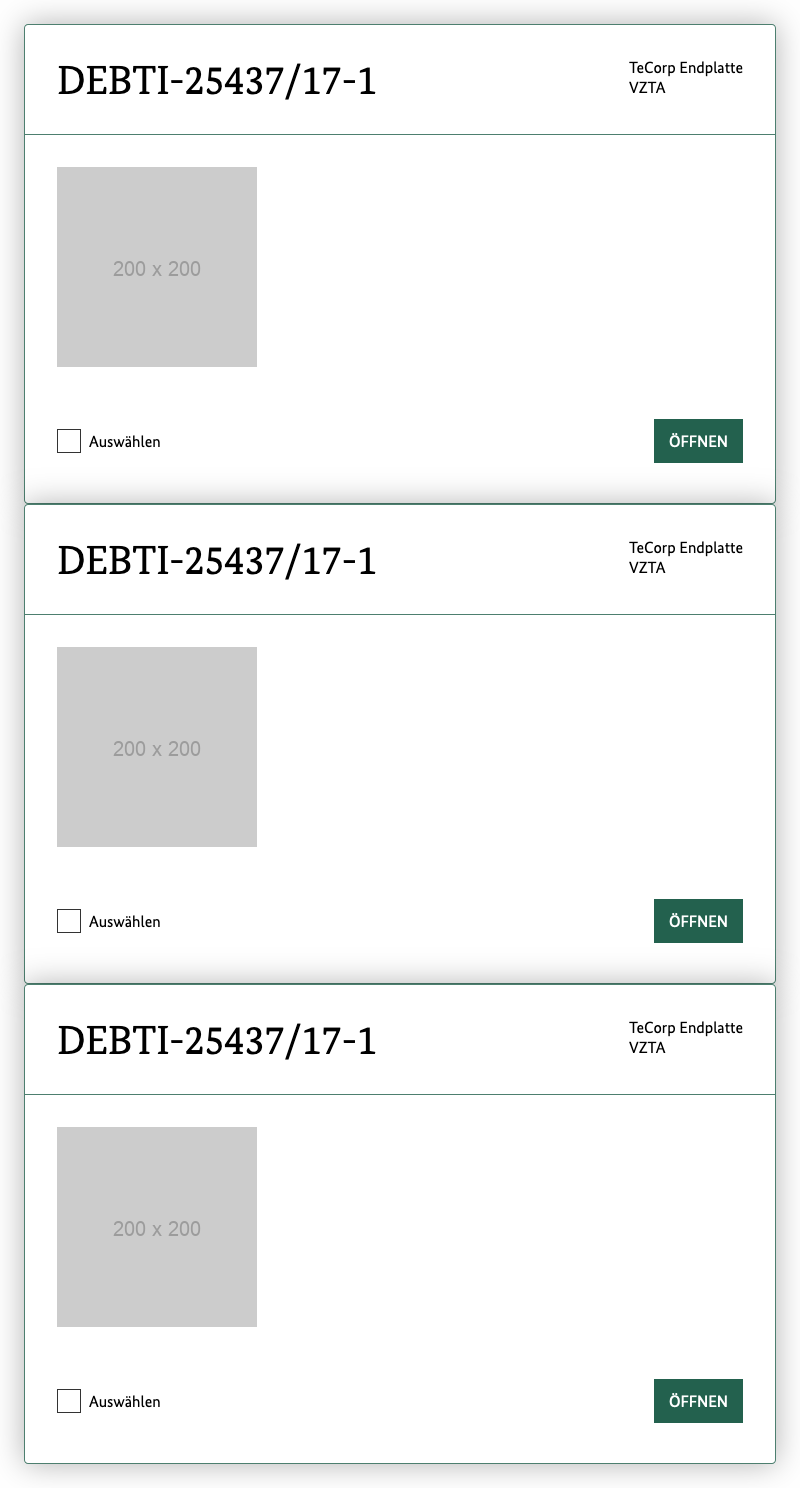 DEBTI-25437/17-1
TeCorp Endplatte
VZTA
200 x 200
Auswählen
ÖFFNEN
DEBTI-25437/17-1
TeCorp Endplatte
VZTA
200 x 200
Auswählen
ÖFFNEN
DEBTI-25437/17-1
TeCorp Endplatte
VZTA
200 x 200
Auswählen
ÖFFNEN